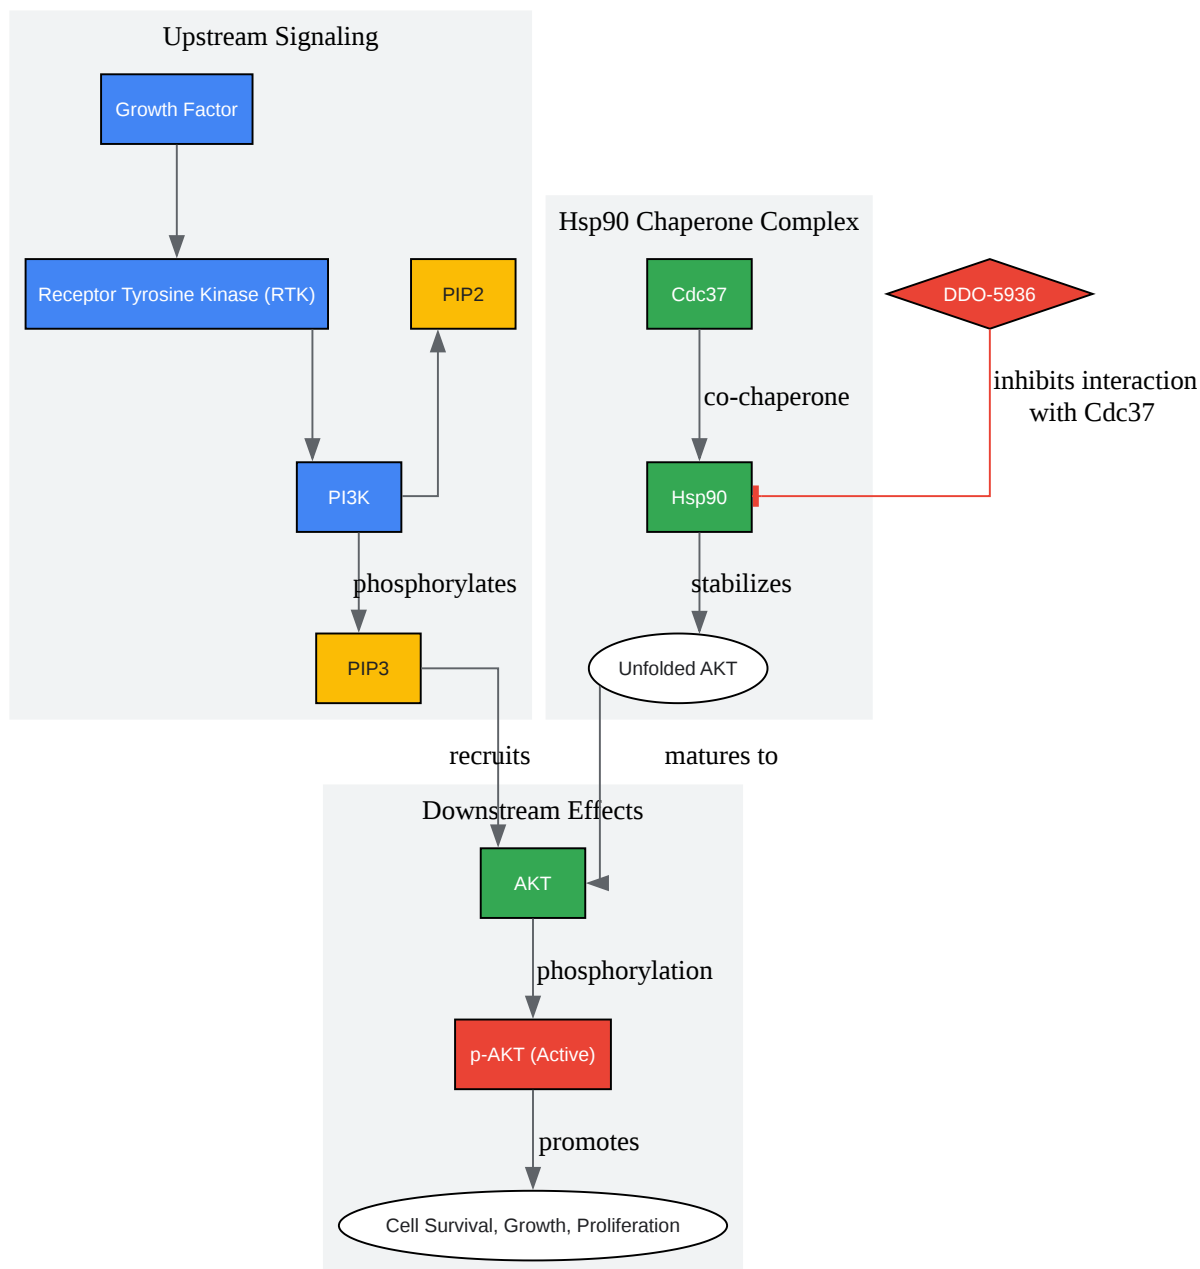 Upstream Signaling
Growth Factor
Receptor Tyrosine Kinase (RTK)
PIP2
PI3K
phosphorylates
PIP3
recruits
Hsp90 Chaperone Complex
Cdc37
co-chaperone
Hsp90
stabilizes
Unfolded AKT
matures to
DDO-5936
inhibits interaction
with Cdc37
Downstream Effects
AKT
phosphorylation
p-AKT (Active)
promotes
Cell Survival, Growth, Proliferation